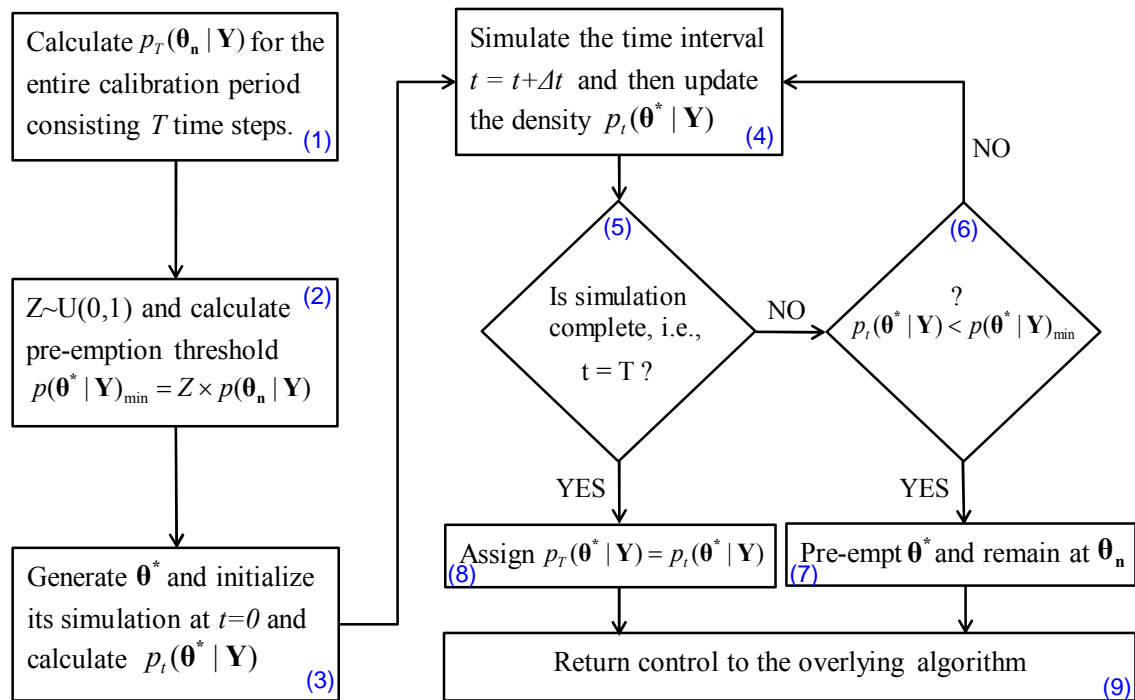 Calculate p_T(θ_n | Y) for the
entire calibration period
consisting T time steps.
(1)
Z~U(0,1) and calculate
(2)
pre-emption threshold
p(θ* | Y)_min = Z × p(θ_n | Y)
Generate θ* and initialize
its simulation at t=0 and
calculate p_t(θ* | Y)
(3)
Simulate the time interval
t = t+Δt and then update
the density p_t(θ* | Y)
(4)
(5)
Is simulation
complete, i.e.,
t = T ?
NO
YES
(6)
?
p_t(θ* | Y) < p(θ* | Y)_min
NO
YES
Assign p_T(θ* | Y) = p_t(θ* | Y)
(8)
Pre-empt θ* and remain at θ_n
(7)
Return control to the overlying algorithm
(9)